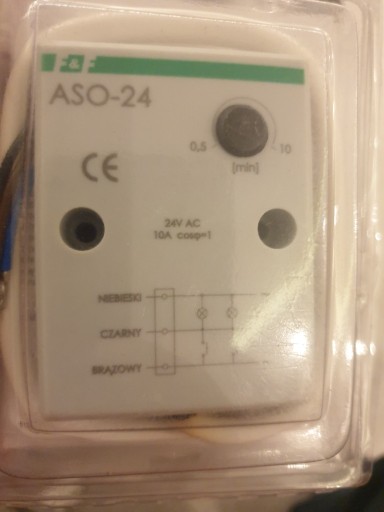 F&F
ASO-24
0,5 10
[min]
CE
24V AC
10A cosφ=1
NIEBIESKI
CZARNY
BRĄZOWY